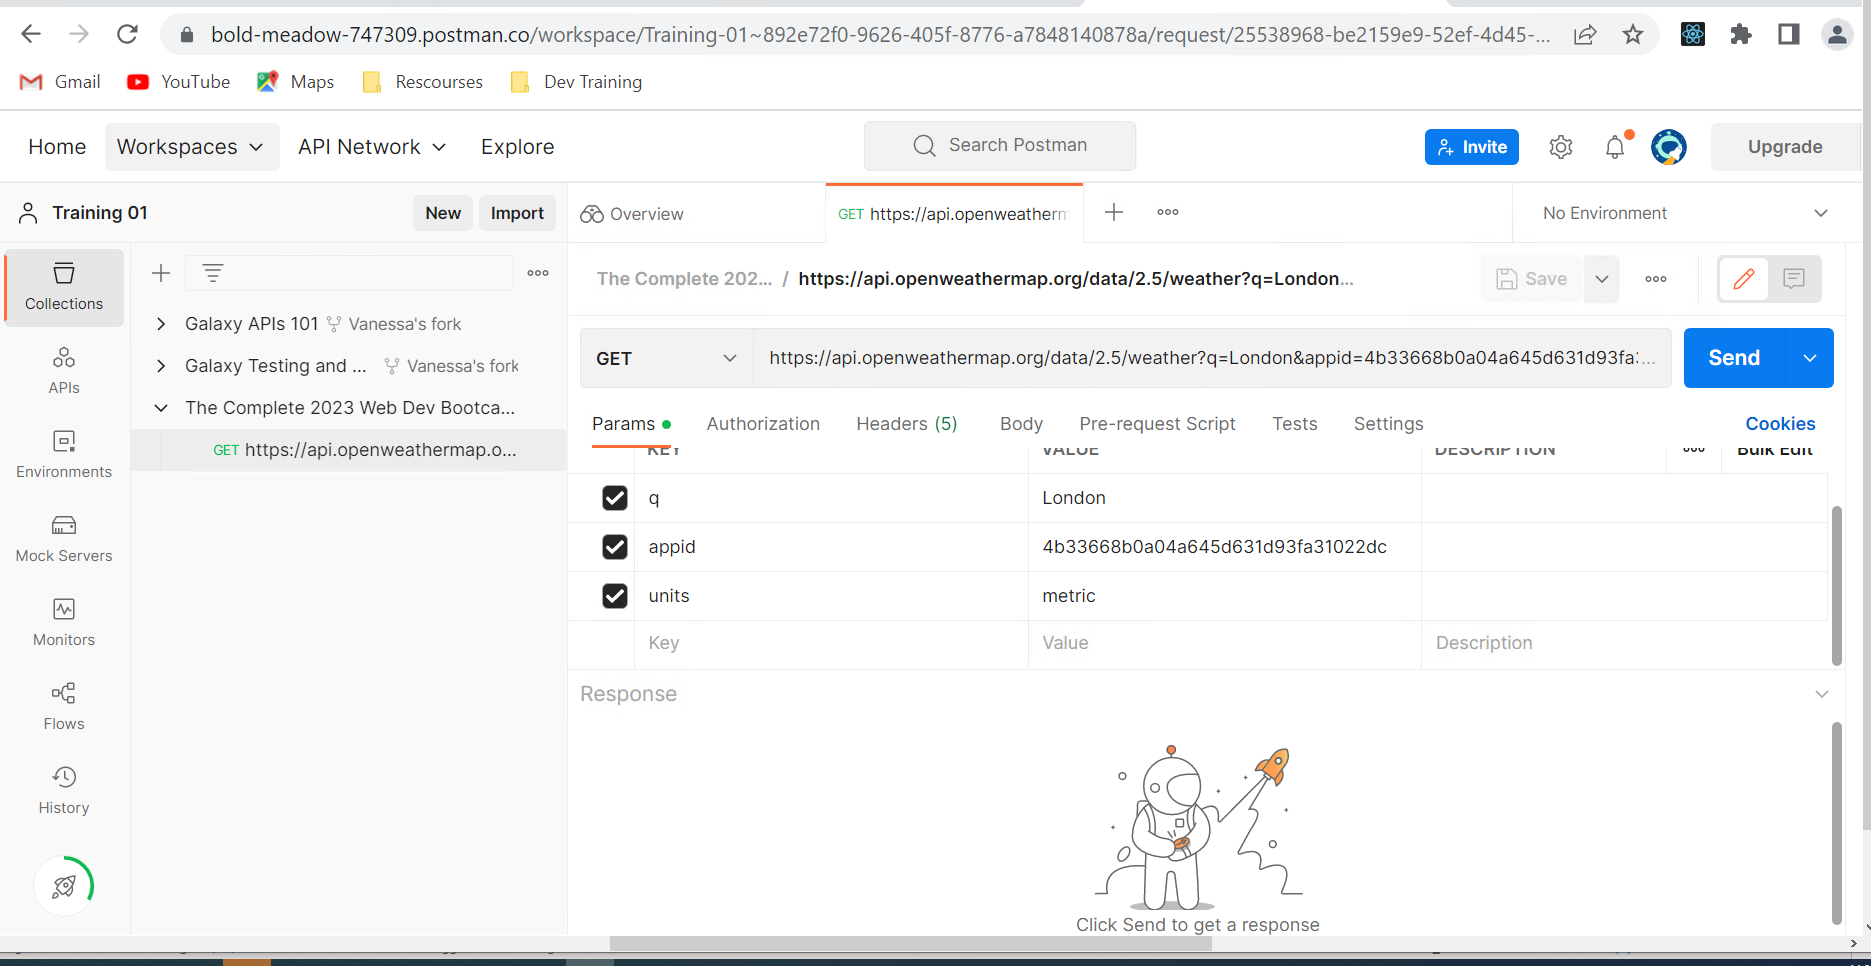 bold-meadow-747309.postman.co/workspace/Training-01~892e72f0-9626-405f-8776-a7848140878a/request/25538968-be2159e9-52ef-4d45-...
Gmail YouTube Maps Rescourses Dev Training
Home Workspaces API Network Explore Search Postman Invite Upgrade
Training 01 New Import Overview GET https://api.openweatherm No Environment
Collections
The Complete 202... / https://api.openweathermap.org/data/2.5/weather?q=London... Save
Galaxy APIs 101 Vanessa's fork
Galaxy Testing and ... Vanessa's fork
The Complete 2023 Web Dev Bootca...
GET https://api.openweathermap.o...
APIs
Environments
Mock Servers
Monitors
Flows
History
GET https://api.openweathermap.org/data/2.5/weather?q=London&appid=4b33668b0a04a645d631d93fa:... Send
Params Authorization Headers (5) Body Pre-request Script Tests Settings Cookies
KEY VALUE DESCRIPTION ooo Bulk Edit
q London
appid 4b33668b0a04a645d631d93fa31022dc
units metric
Key Value Description
Response
Click Send to get a response